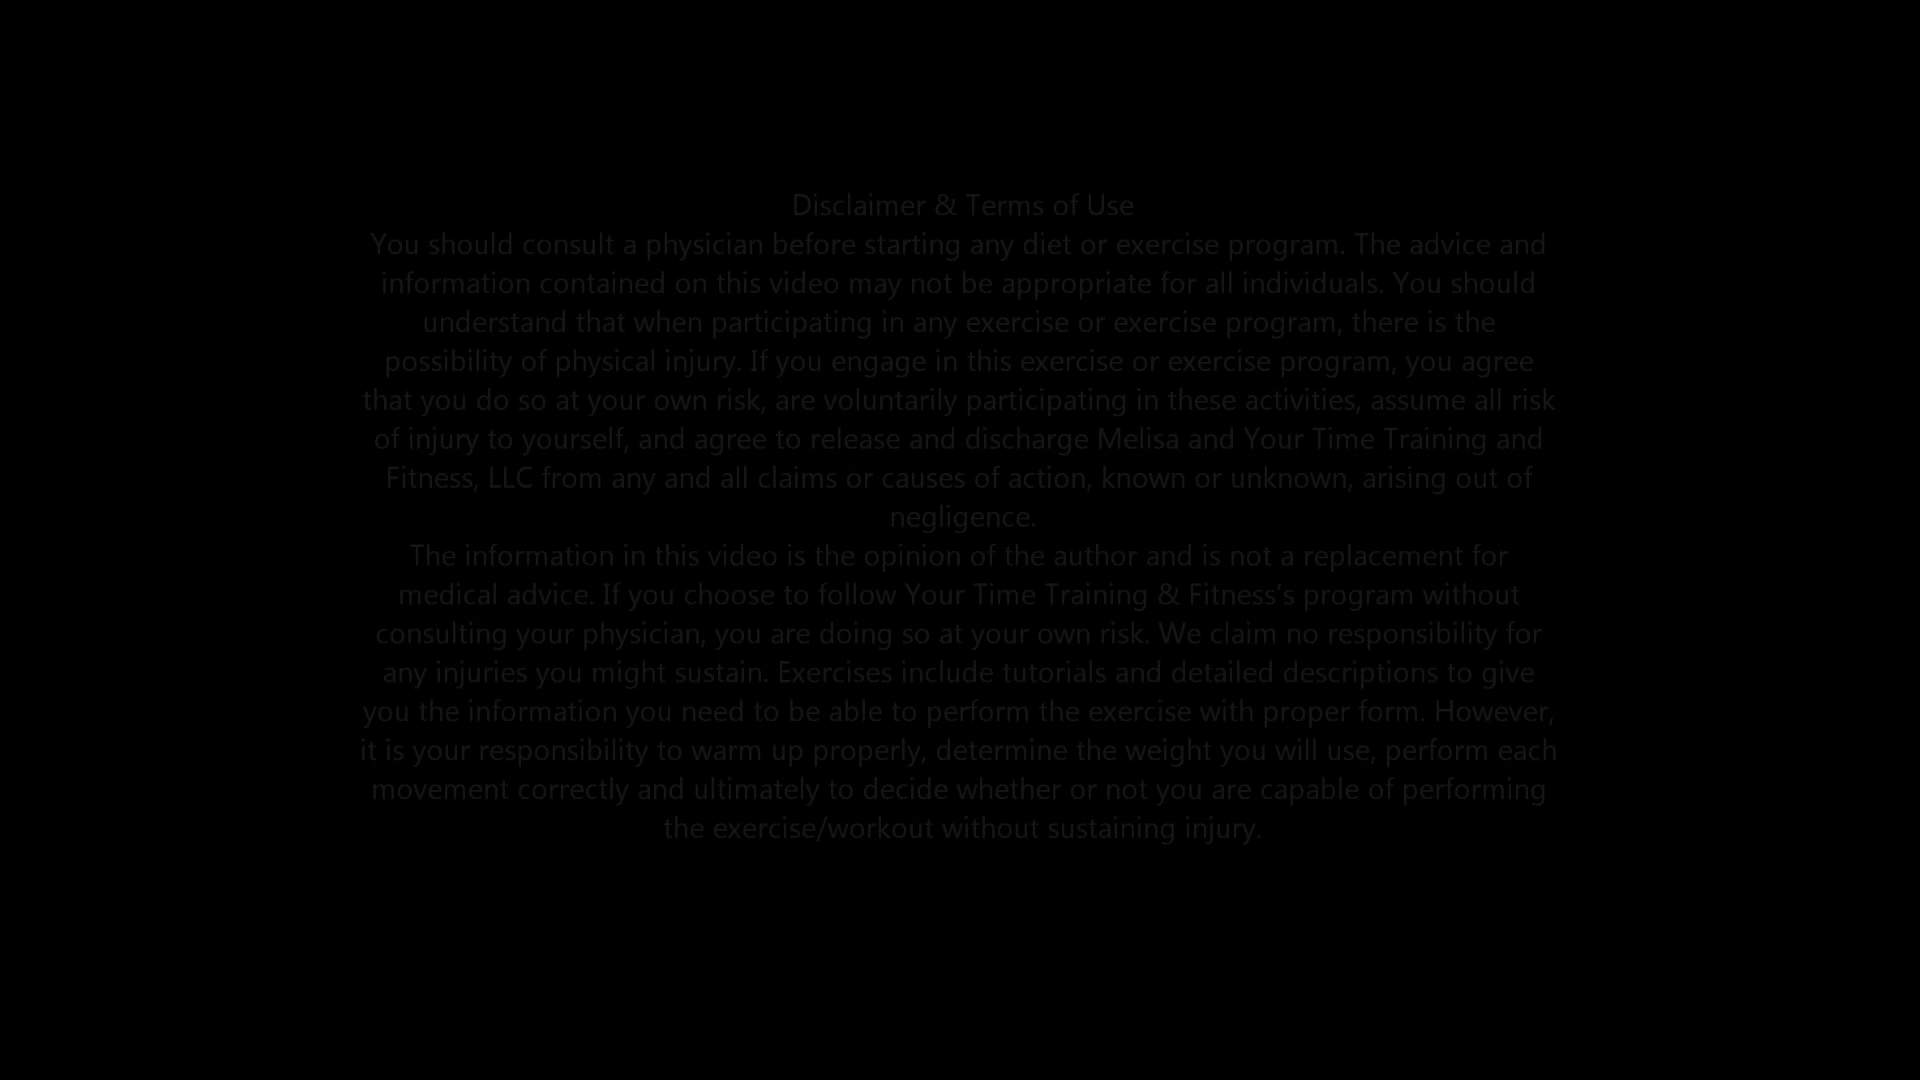 Disclaimer & Terms of Use
You should consult a physician before starting any diet or exercise program. The advice and
information contained on this video may not be appropriate for all individuals. You should
understand that when participating in any exercise or exercise program, there is the
possibility of physical injury. If you engage in this exercise or exercise program, you agree
that you do so at your own risk, are voluntarily participating in these activities, assume all risk
of injury to yourself, and agree to release and discharge Melisa and Your Time Training and
Fitness, LLC from any and all claims or causes of action, known or unknown, arising out of
negligence.
The information in this video is the opinion of the author and is not a replacement for
medical advice. If you choose to follow Your Time Training & Fitness's program without
consulting your physician, you are doing so at your own risk. We claim no responsibility for
any injuries you might sustain. Exercises include tutorials and detailed descriptions to give
you the information you need to be able to perform the exercise with proper form. However,
it is your responsibility to warm up properly, determine the weight you will use, perform each
movement correctly and ultimately to decide whether or not you are capable of performing
the exercise/workout without sustaining injury.